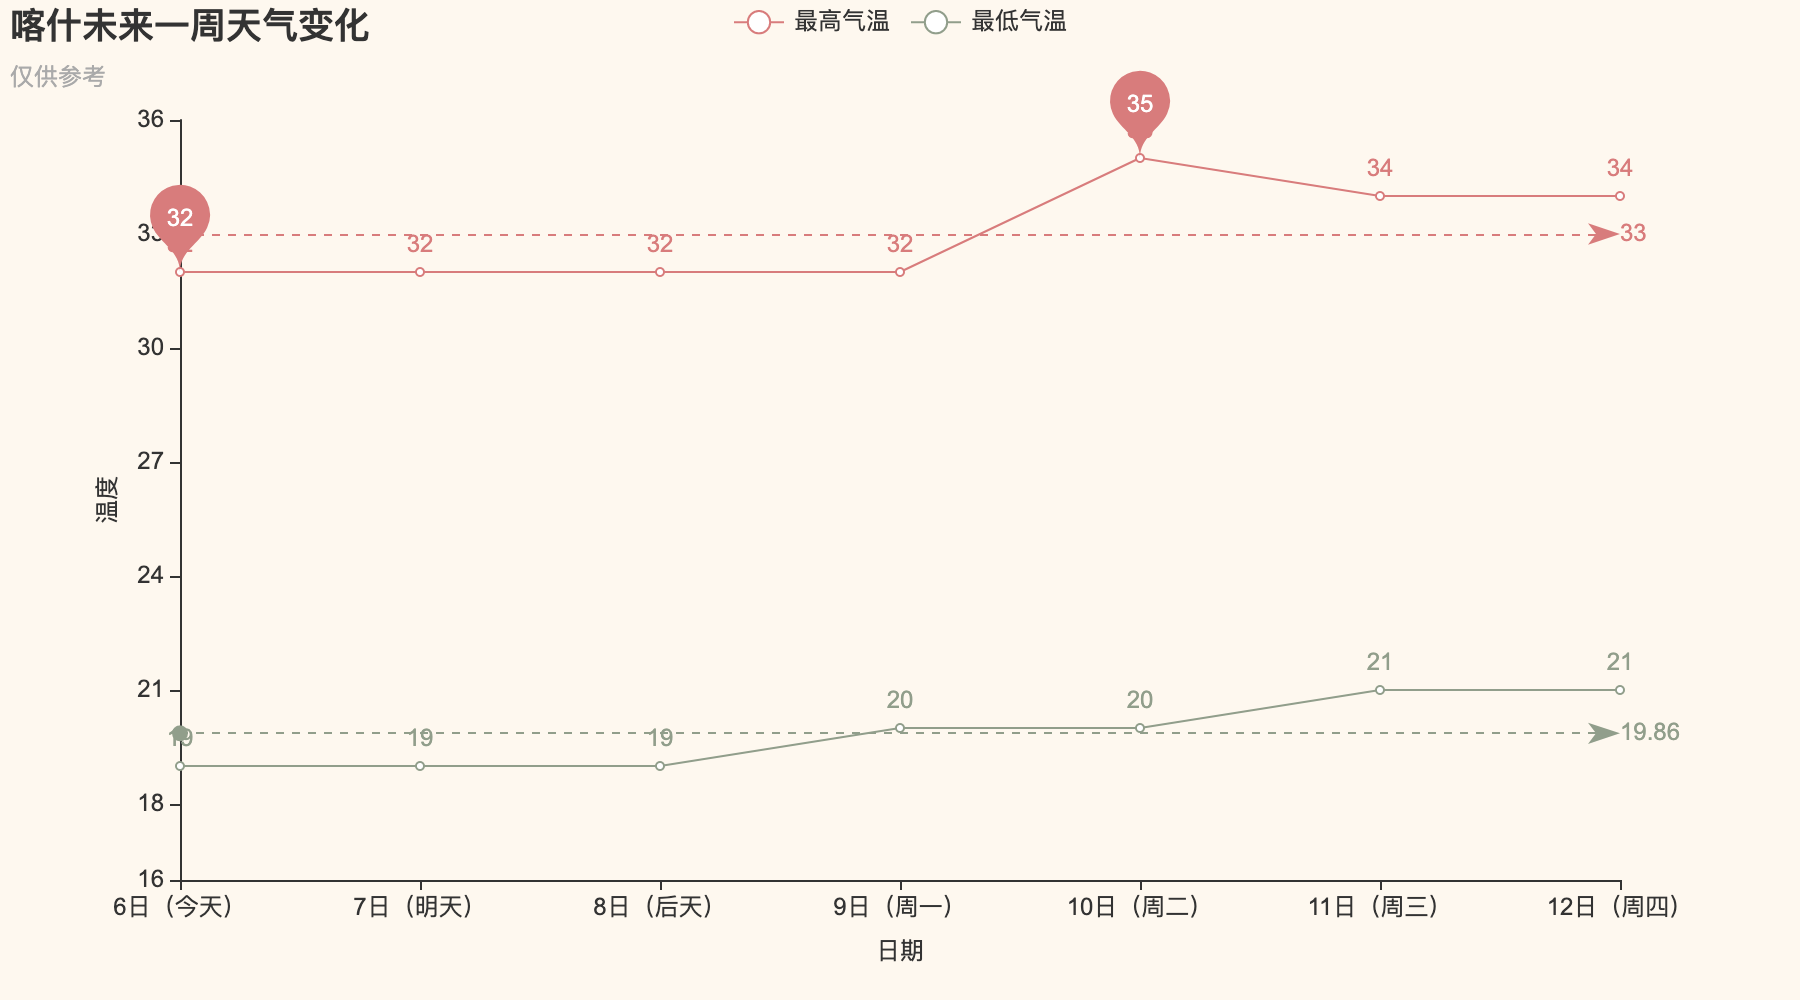 喀什未来一周天气变化
仅供参考
最高气温 最低气温
36
33
30
27
24
21
18
16
温度
32
32 32 32
35
34 34
33
19 19 19 20 20 21 21
19.86
6日（今天） 7日（明天） 8日（后天） 9日（周一） 10日（周二） 11日（周三） 12日（周四）
日期